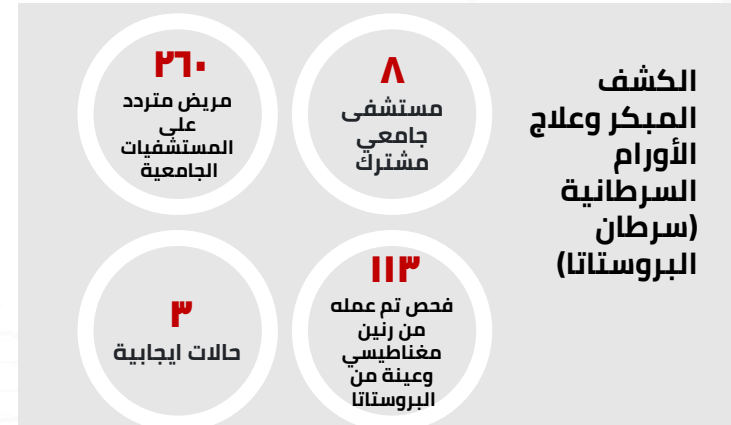 الكشف
المبكر وعلاج
الأورام
السرطانية
(سرطان
البروستاتا)
٨
مستشفى
جامعي
مشترك
٢٦٠
مريض متردد
على
المستشفيات
الجامعية
١١٣
فحص تم عمله
من رنين
مغناطيسي
وعينة من
البروستاتا
٣
حالات ايجابية